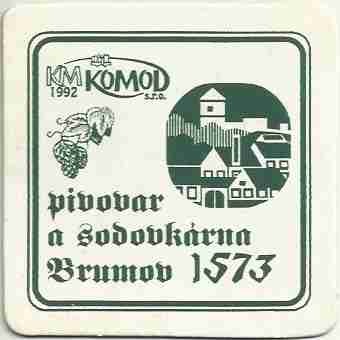 KM KOMOD
1992 s.r.o.
pivovar
a sodovkárna
Brumov 1573